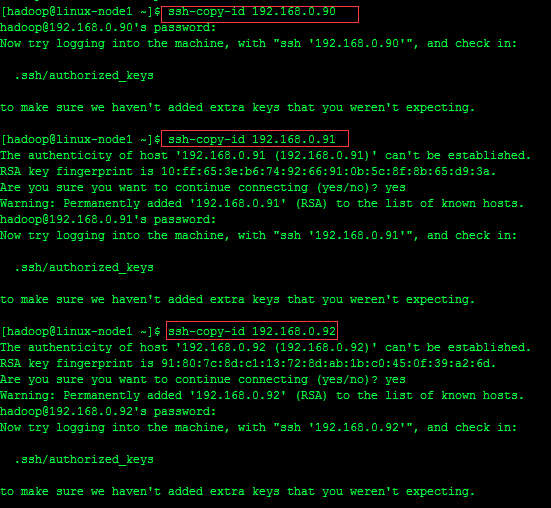 [hadoop@linux-node1 ~]$ ssh-copy-id 192.168.0.90
hadoop@192.168.0.90's password:
Now try logging into the machine, with "ssh '192.168.0.90'", and check in:
.ssh/authorized_keys
to make sure we haven't added extra keys that you weren't expecting.
[hadoop@linux-node1 ~]$ ssh-copy-id 192.168.0.91
The authenticity of host '192.168.0.91 (192.168.0.91)' can't be established.
RSA key fingerprint is 10:ff:65:3e:b6:74:92:66:91:0b:5c:8f:8b:65:d9:3a.
Are you sure you want to continue connecting (yes/no)? yes
Warning: Permanently added '192.168.0.91' (RSA) to the list of known hosts.
hadoop@192.168.0.91's password:
Now try logging into the machine, with "ssh '192.168.0.91'", and check in:
.ssh/authorized_keys
to make sure we haven't added extra keys that you weren't expecting.
[hadoop@linux-node1 ~]$ ssh-copy-id 192.168.0.92
The authenticity of host '192.168.0.92 (192.168.0.92)' can't be established.
RSA key fingerprint is 91:80:7c:8d:c1:13:72:8d:ab:1b:c0:45:0f:39:a2:6d.
Are you sure you want to continue connecting (yes/no)? yes
Warning: Permanently added '192.168.0.92' (RSA) to the list of known hosts.
hadoop@192.168.0.92's password:
Now try logging into the machine, with "ssh '192.168.0.92'", and check in:
.ssh/authorized_keys
to make sure we haven't added extra keys that you weren't expecting.